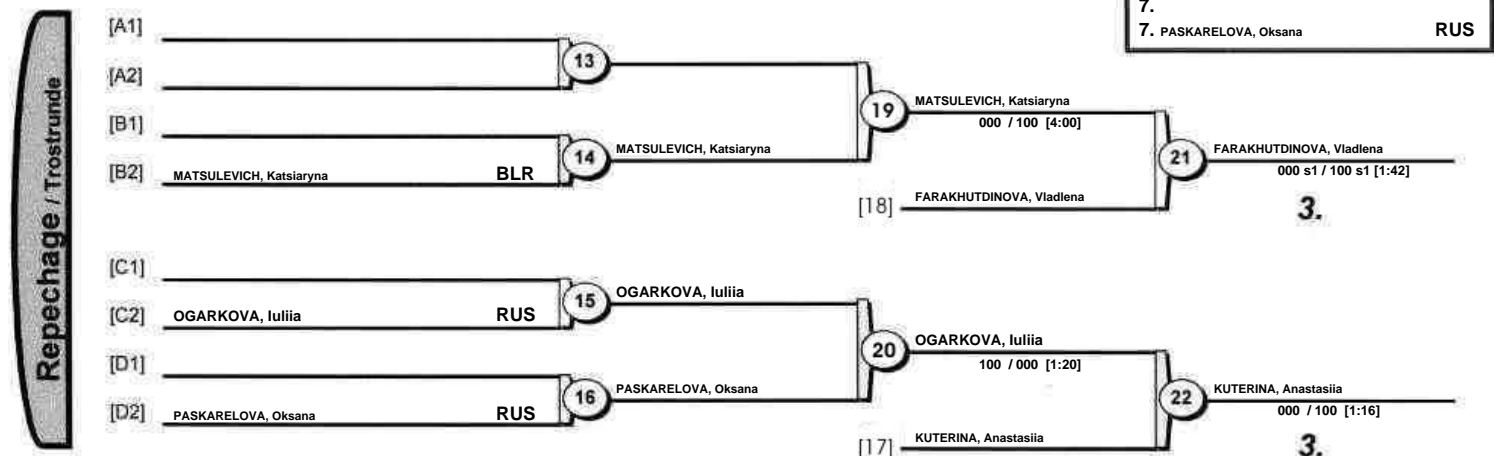 7.
7. PASKARELOVA, Oksana RUS
Repechage / Trostrunde
[A1]
13
[A2]
19
MATSULEVICH, Katsiaryna
000 / 100 [4:00]
[B1]
14
MATSULEVICH, Katsiaryna
21
FARAKHUTDINOVA, Vladlena
000 s1 / 100 s1 [1:42]
[B2] MATSULEVICH, Katsiaryna BLR
[18] FARAKHUTDINOVA, Vladlena
3.
[C1]
15
OGARKOVA, Iuliia
[C2] OGARKOVA, Iuliia RUS
20
OGARKOVA, Iuliia
100 / 000 [1:20]
[D1]
16
PASKARELOVA, Oksana
22
KUTERINA, Anastasiia
000 / 100 [1:16]
[D2] PASKARELOVA, Oksana RUS
[17] KUTERINA, Anastasiia
3.